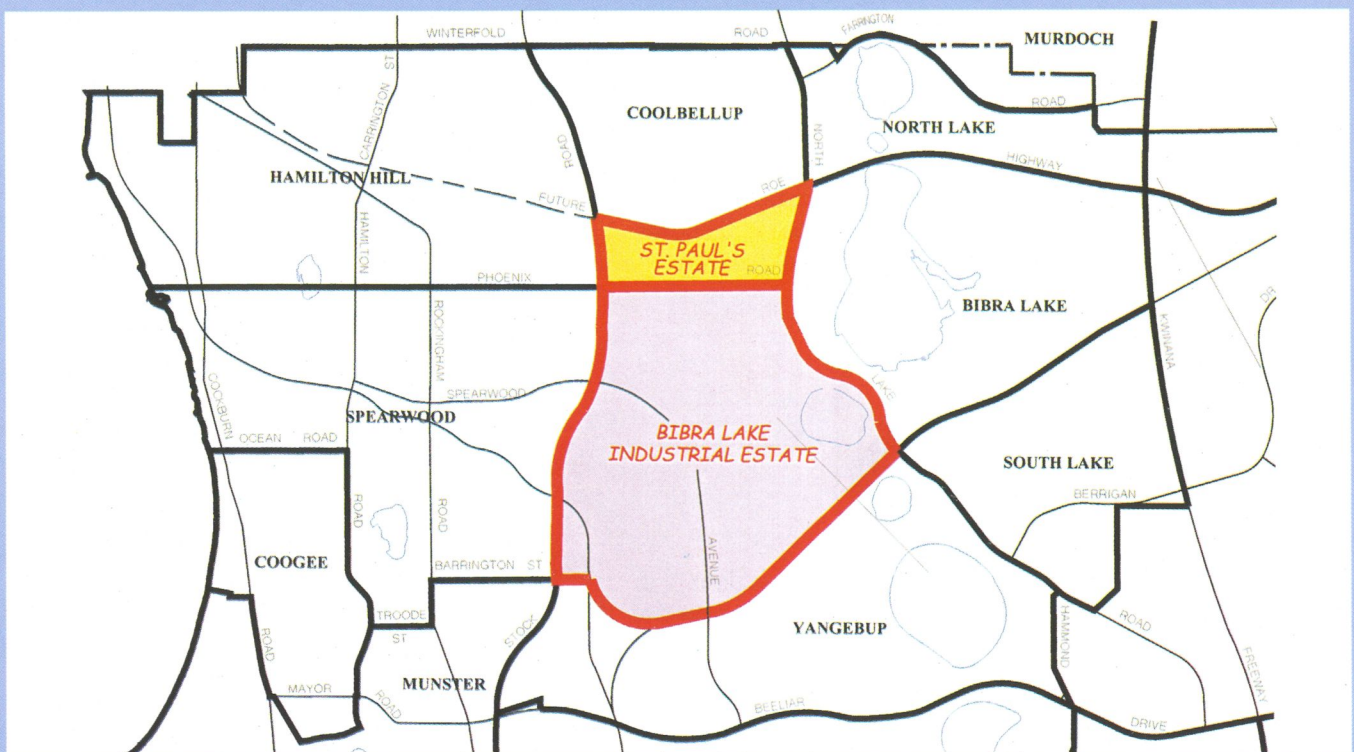 WINTERFOLD
ROAD
FARRINGTON
MURDOCH
CARRINGTON
ST
COOLBELLUP
ROAD
NORTH LAKE
ROAD
NORTH
HIGHWAY
HAMILTON HILL
FUTURE
ROE
HAMILTON
ST. PAUL'S
ESTATE
ROAD
PHOENIX
BIBRA LAKE
DR
ROCKINGHAM
KWINANA
LAKE
COCKBURN
SPEARWOOD
SPEARWOOD
BIBRA LAKE
INDUSTRIAL ESTATE
OCEAN ROAD
SOUTH LAKE
BERRIGAN
ROAD
ROAD
AVENUE
COOGEE
BARRINGTON ST
TROODE
ST
STOCK
YANGEBUP
HAMMOND
ROAD
ROAD
MUNSTER
MAYOR
ROAD
BEELIAR
DRIVE
FREEWAY